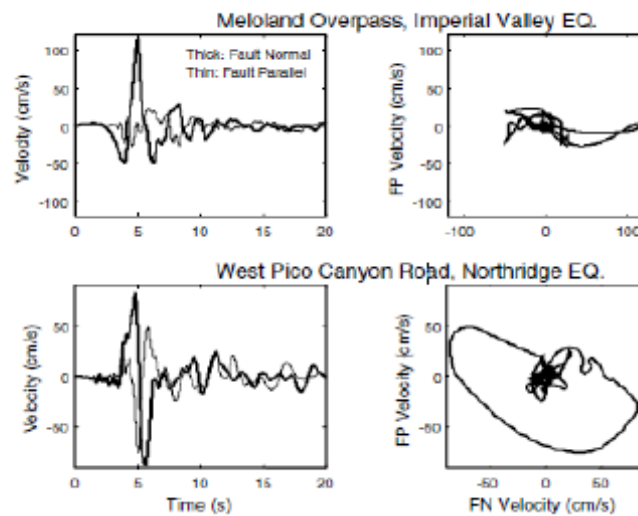 Meloland Overpass, Imperial Valley EQ.
Thick: Fault Normal
Thin: Fault Parallel
Velocity (cm/s)
100
50
0
-50
-100
0 5 10 15 20
FP Velocity (cm/s)
100
50
0
-50
-100
-100 0 100
West Pico Canyon Road, Northridge EQ.
Velocity (cm/s)
50
0
-50
0 5 10 15 20
Time (s)
FP Velocity (cm/s)
50
0
-50
-50 0 50
FN Velocity (cm/s)